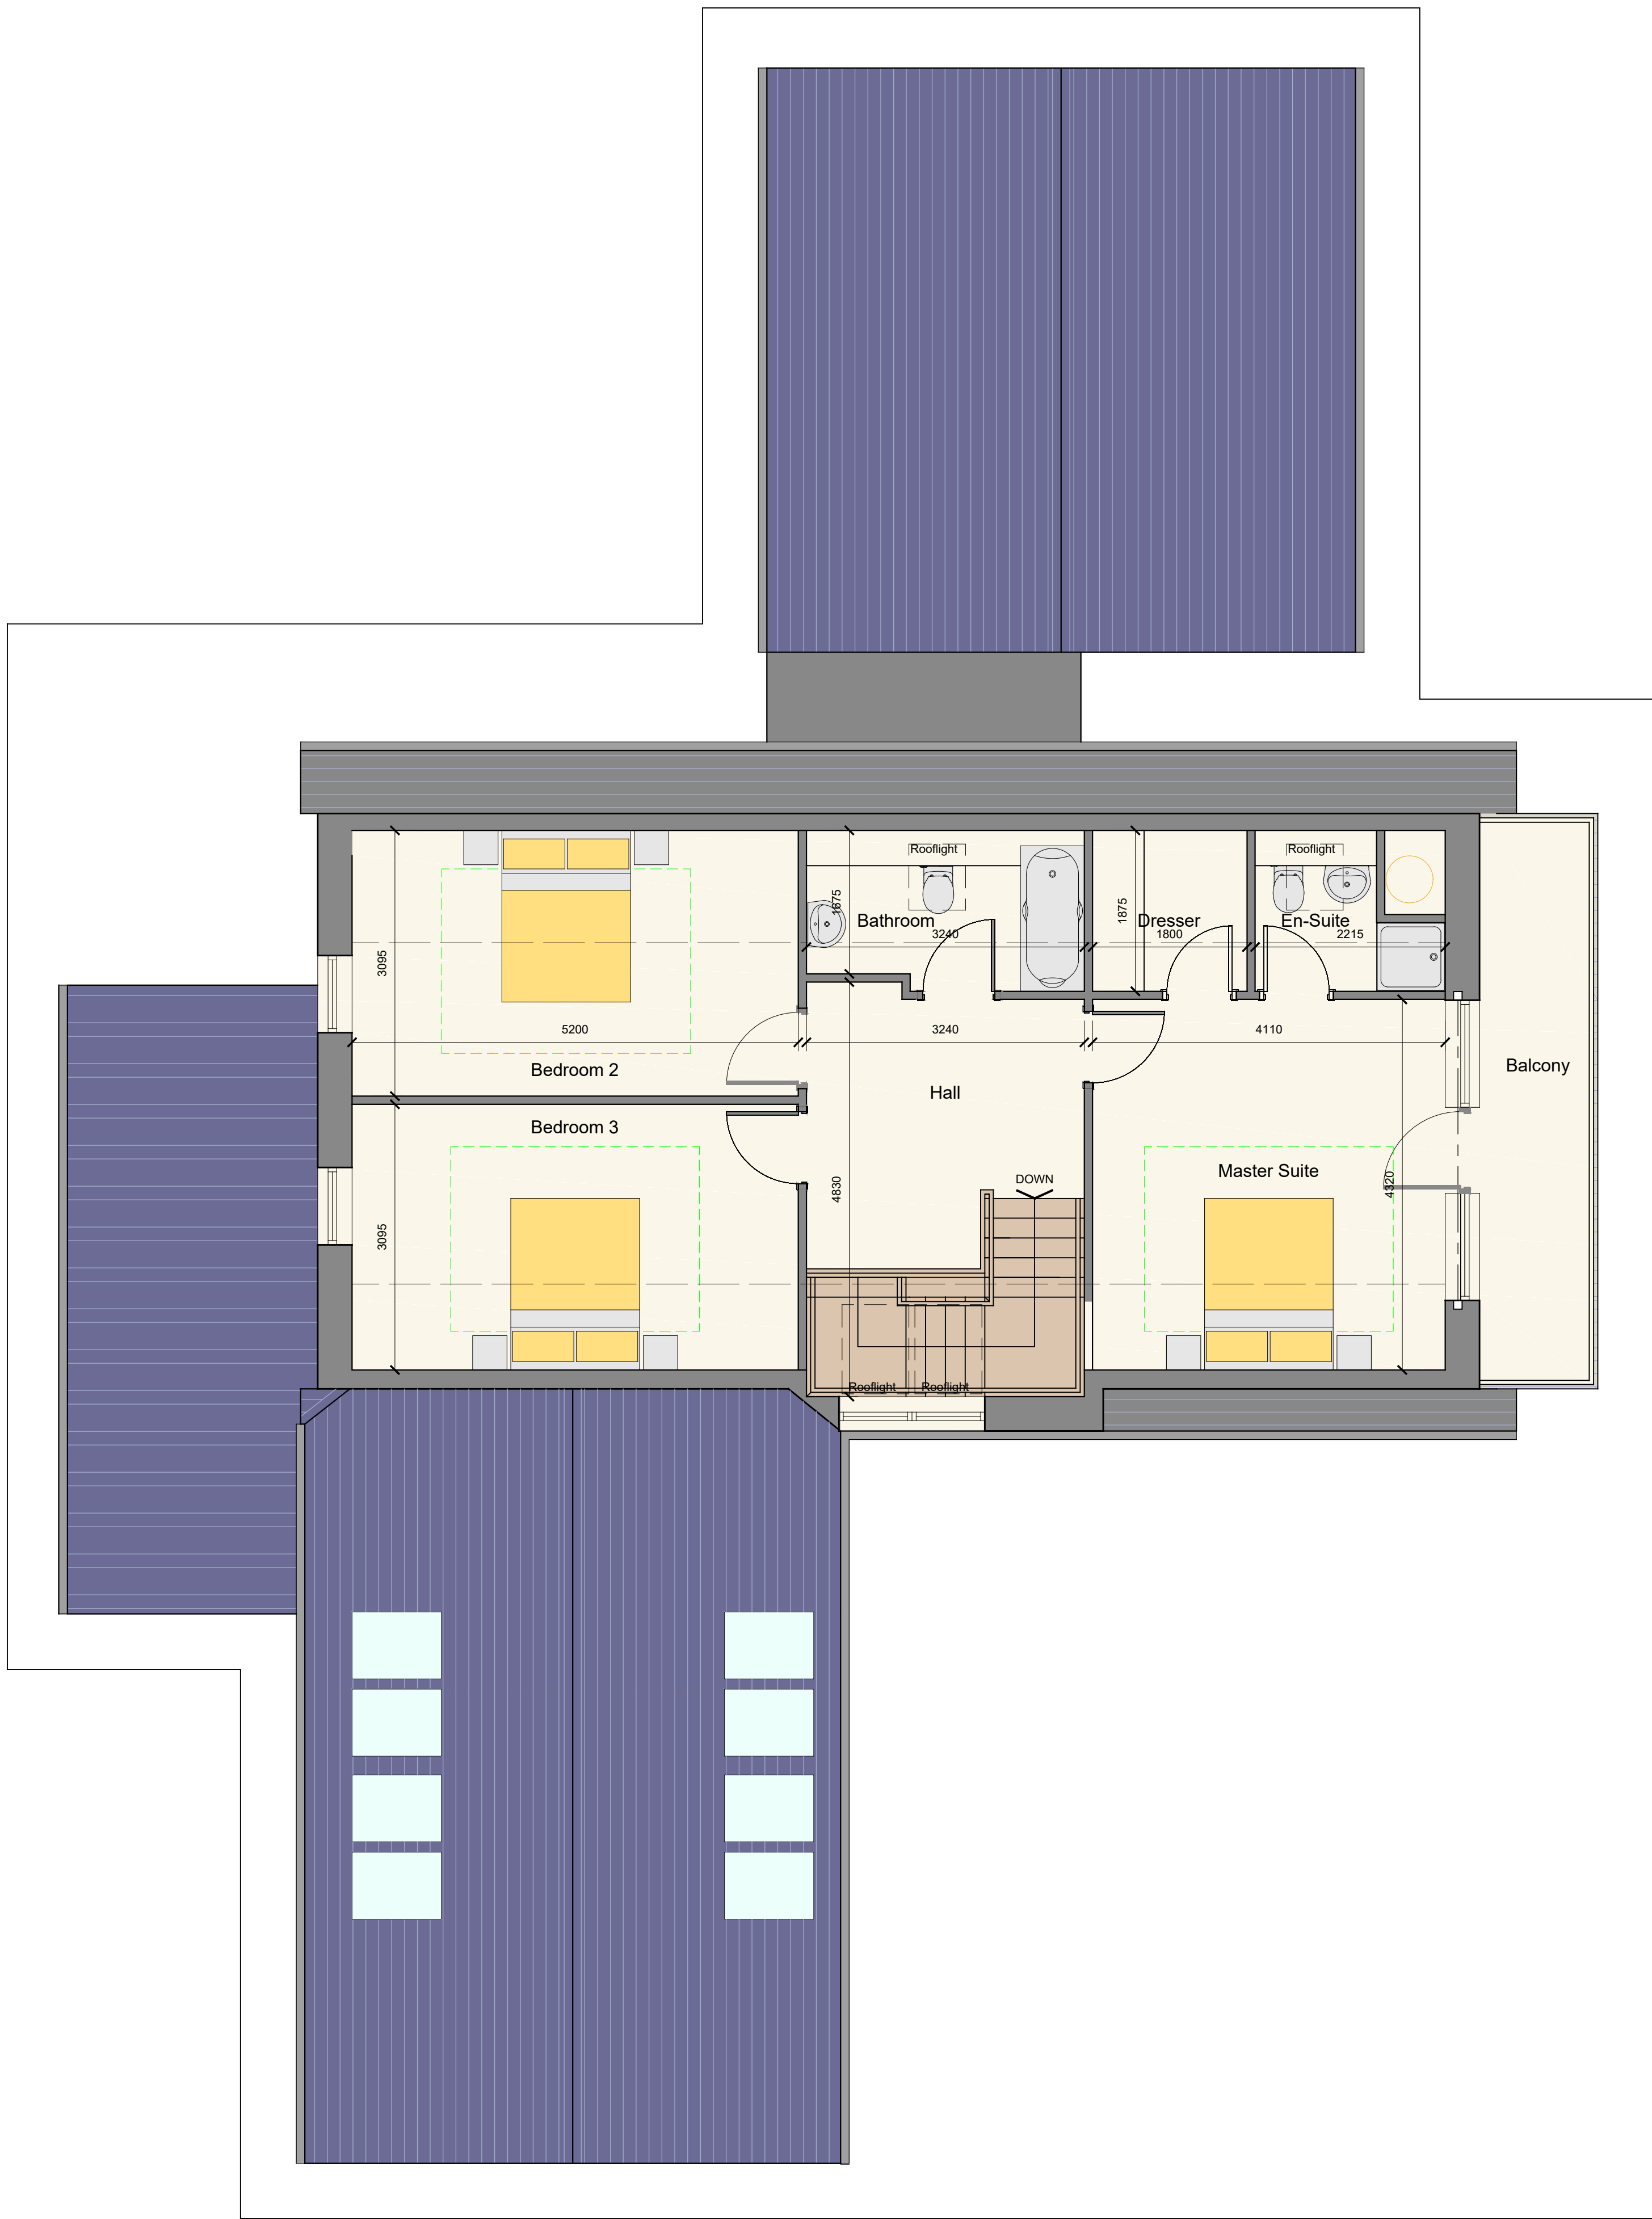 Rooflight
Rooflight
1675
Bathroom
3240
1875
Dresser
1800
En-Suite
2215
3095
5200
3240
4110
Bedroom 2
Hall
Balcony
Bedroom 3
Master Suite
DOWN
4830
4320
3095
Rooflight
Rooflight